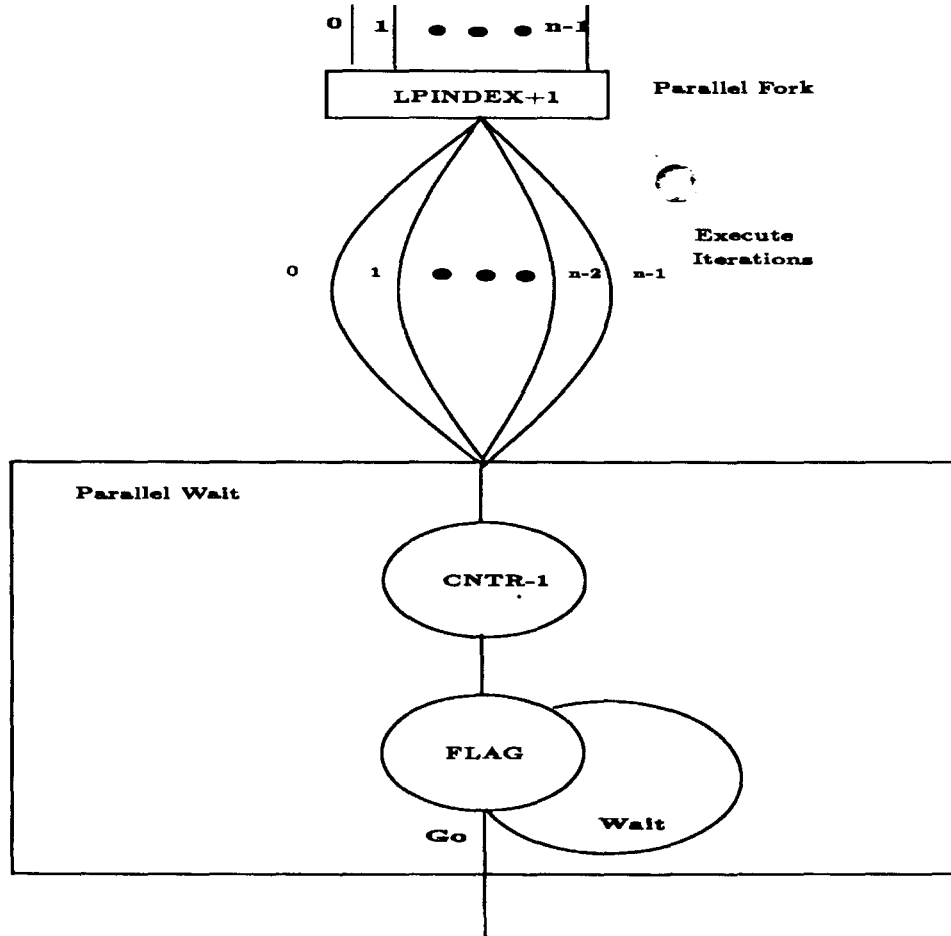 0 1 n-1
LPINDEX+1
Parallel Fork
Execute
Iterations
0 1 n-2 n-1
Parallel Wait
CNTR-1
FLAG
Wait
Go